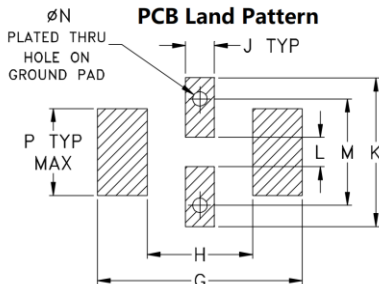 PCB Land Pattern
øN
PLATED THRU
HOLE ON
GROUND PAD
J TYP
P TYP
MAX
L
M
K
H
G